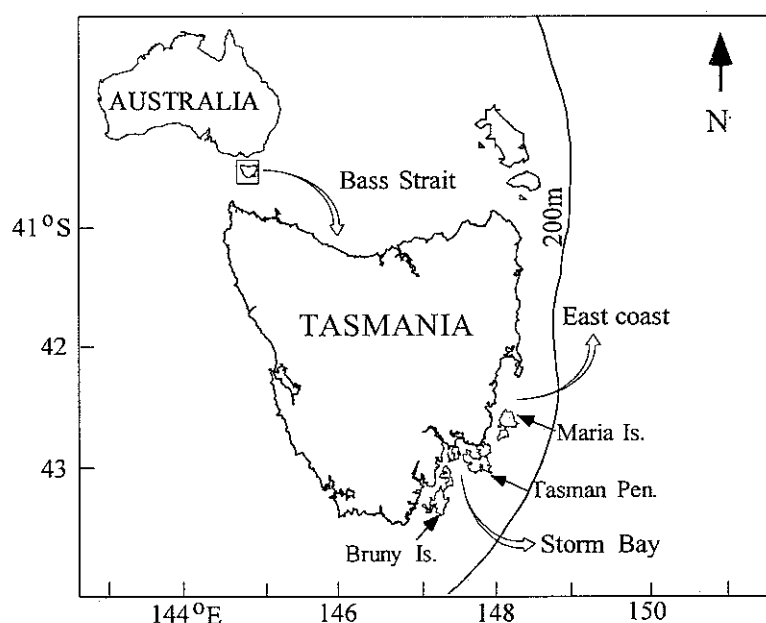 AUSTRALIA
N
Bass Strait
41°S
200m
East coast
TASMANIA
42
Maria Is.
43
Tasman Pen.
Storm Bay
Bruny Is.
144°E
146
148
150